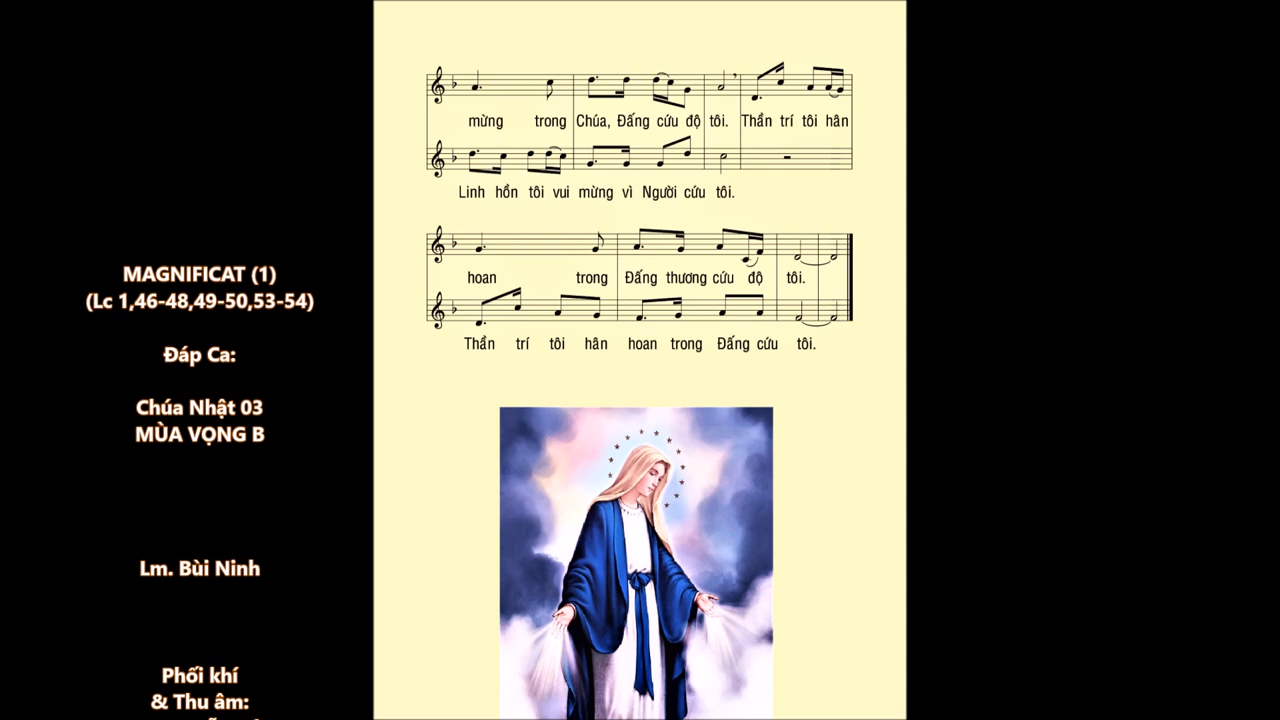 MAGNIFICAT (1)
(Lc 1,46-48,49-50,53-54)
Đáp Ca:
Chúa Nhật 03
MÙA VỌNG B
Lm. Bùi Ninh
Phối khí
& Thu âm:
mừng trong Chúa, Đấng cứu độ tôi. Thần trí tôi hân
Linh hồn tôi vui mừng vì Người cứu tôi.
hoan trong Đấng thương cứu độ tôi.
Thần trí tôi hân hoan trong Đấng cứu tôi.